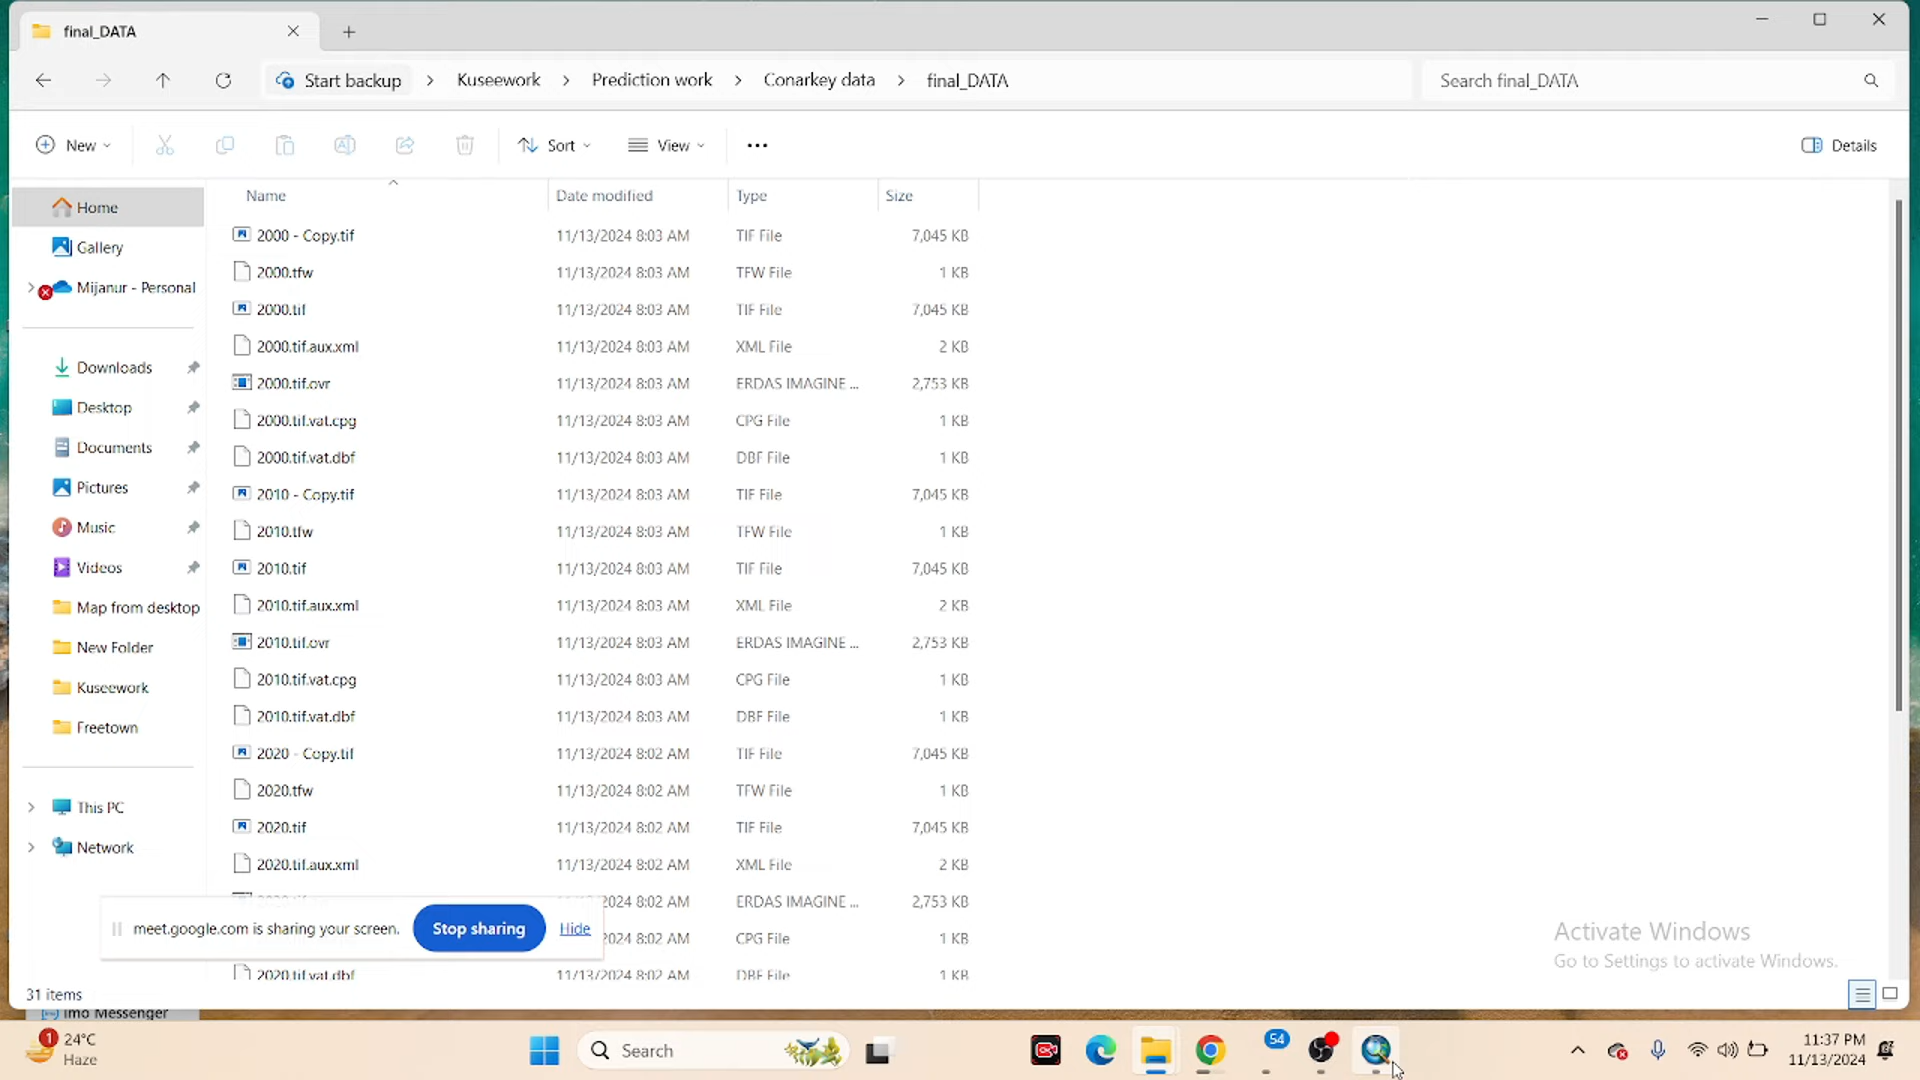 final_DATA
Start backup > Kuseework > Prediction work > Conarkey data > final_DATA
Search final_DATA
New
Sort
View
Details
Home
Gallery
Mijanur - Personal
Downloads
Desktop
Documents
Pictures
Music
Videos
Map from desktop
New Folder
Kuseework
Freetown
This PC
Network
Name Date modified Type Size
2000 - Copy.tif 11/13/2024 8:03 AM TIF File 7,045 KB
2000.tfw 11/13/2024 8:03 AM TFW File 1 KB
2000.tif 11/13/2024 8:03 AM TIF File 7,045 KB
2000.tif.aux.xml 11/13/2024 8:03 AM XML File 2 KB
2000.tif.ovr 11/13/2024 8:03 AM ERDAS IMAGINE ... 2,753 KB
2000.tif.vat.cpg 11/13/2024 8:03 AM CPG File 1 KB
2000.tif.vat.dbf 11/13/2024 8:03 AM DBF File 1 KB
2010 - Copy.tif 11/13/2024 8:03 AM TIF File 7,045 KB
2010.tfw 11/13/2024 8:03 AM TFW File 1 KB
2010.tif 11/13/2024 8:03 AM TIF File 7,045 KB
2010.tif.aux.xml 11/13/2024 8:03 AM XML File 2 KB
2010.tif.ovr 11/13/2024 8:03 AM ERDAS IMAGINE ... 2,753 KB
2010.tif.vat.cpg 11/13/2024 8:03 AM CPG File 1 KB
2010.tif.vat.dbf 11/13/2024 8:03 AM DBF File 1 KB
2020 - Copy.tif 11/13/2024 8:02 AM TIF File 7,045 KB
2020.tfw 11/13/2024 8:02 AM TFW File 1 KB
2020.tif 11/13/2024 8:02 AM TIF File 7,045 KB
2020.tif.aux.xml 11/13/2024 8:02 AM XML File 2 KB
2024 8:02 AM ERDAS IMAGINE ... 2,753 KB
2024 8:02 AM CPG File 1 KB
2020.tif.vat.dbf 11/13/2024 8:02 AM DBF File 1 KB
meet.google.com is sharing your screen. Stop sharing Hide
Activate Windows
Go to Settings to activate Windows.
31 items
imo Messenger
1
24°C
Haze
Search
54
11:37 PM
11/13/2024